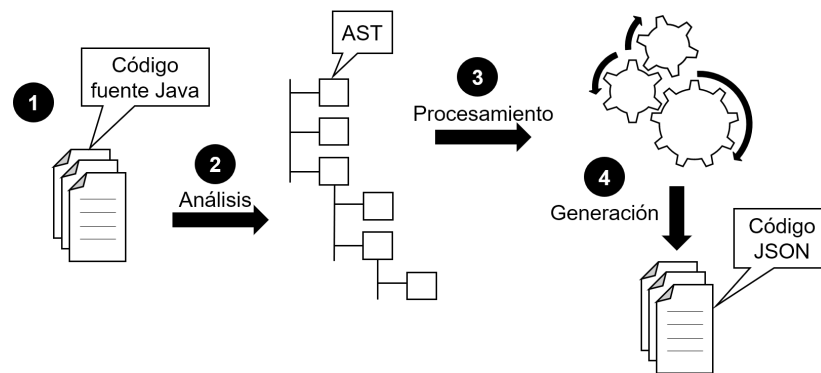 1
Código
fuente Java
2
Análisis
AST
3
Procesamiento
4
Generación
Código
JSON